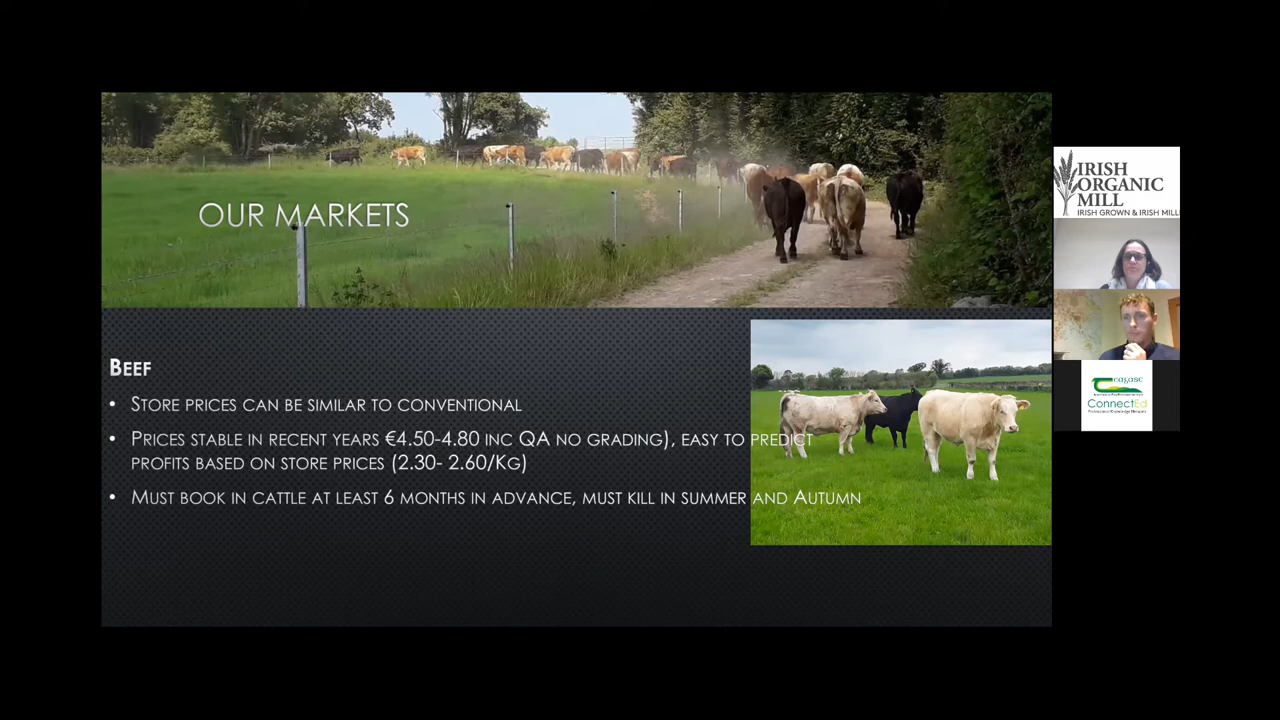 OUR MARKETS
BEEF
• STORE PRICES CAN BE SIMILAR TO CONVENTIONAL
• PRICES STABLE IN RECENT YEARS €4.50-4.80 INC QA NO GRADING), EASY TO PREDICT
PROFITS BASED ON STORE PRICES (2.30- 2.60/KG)
• MUST BOOK IN CATTLE AT LEAST 6 MONTHS IN ADVANCE, MUST KILL IN SUMMER AND AUTUMN
IRISH
ORGANIC
MILL
IRISH GROWN & IRISH MILL
teagasc
ConnectEd